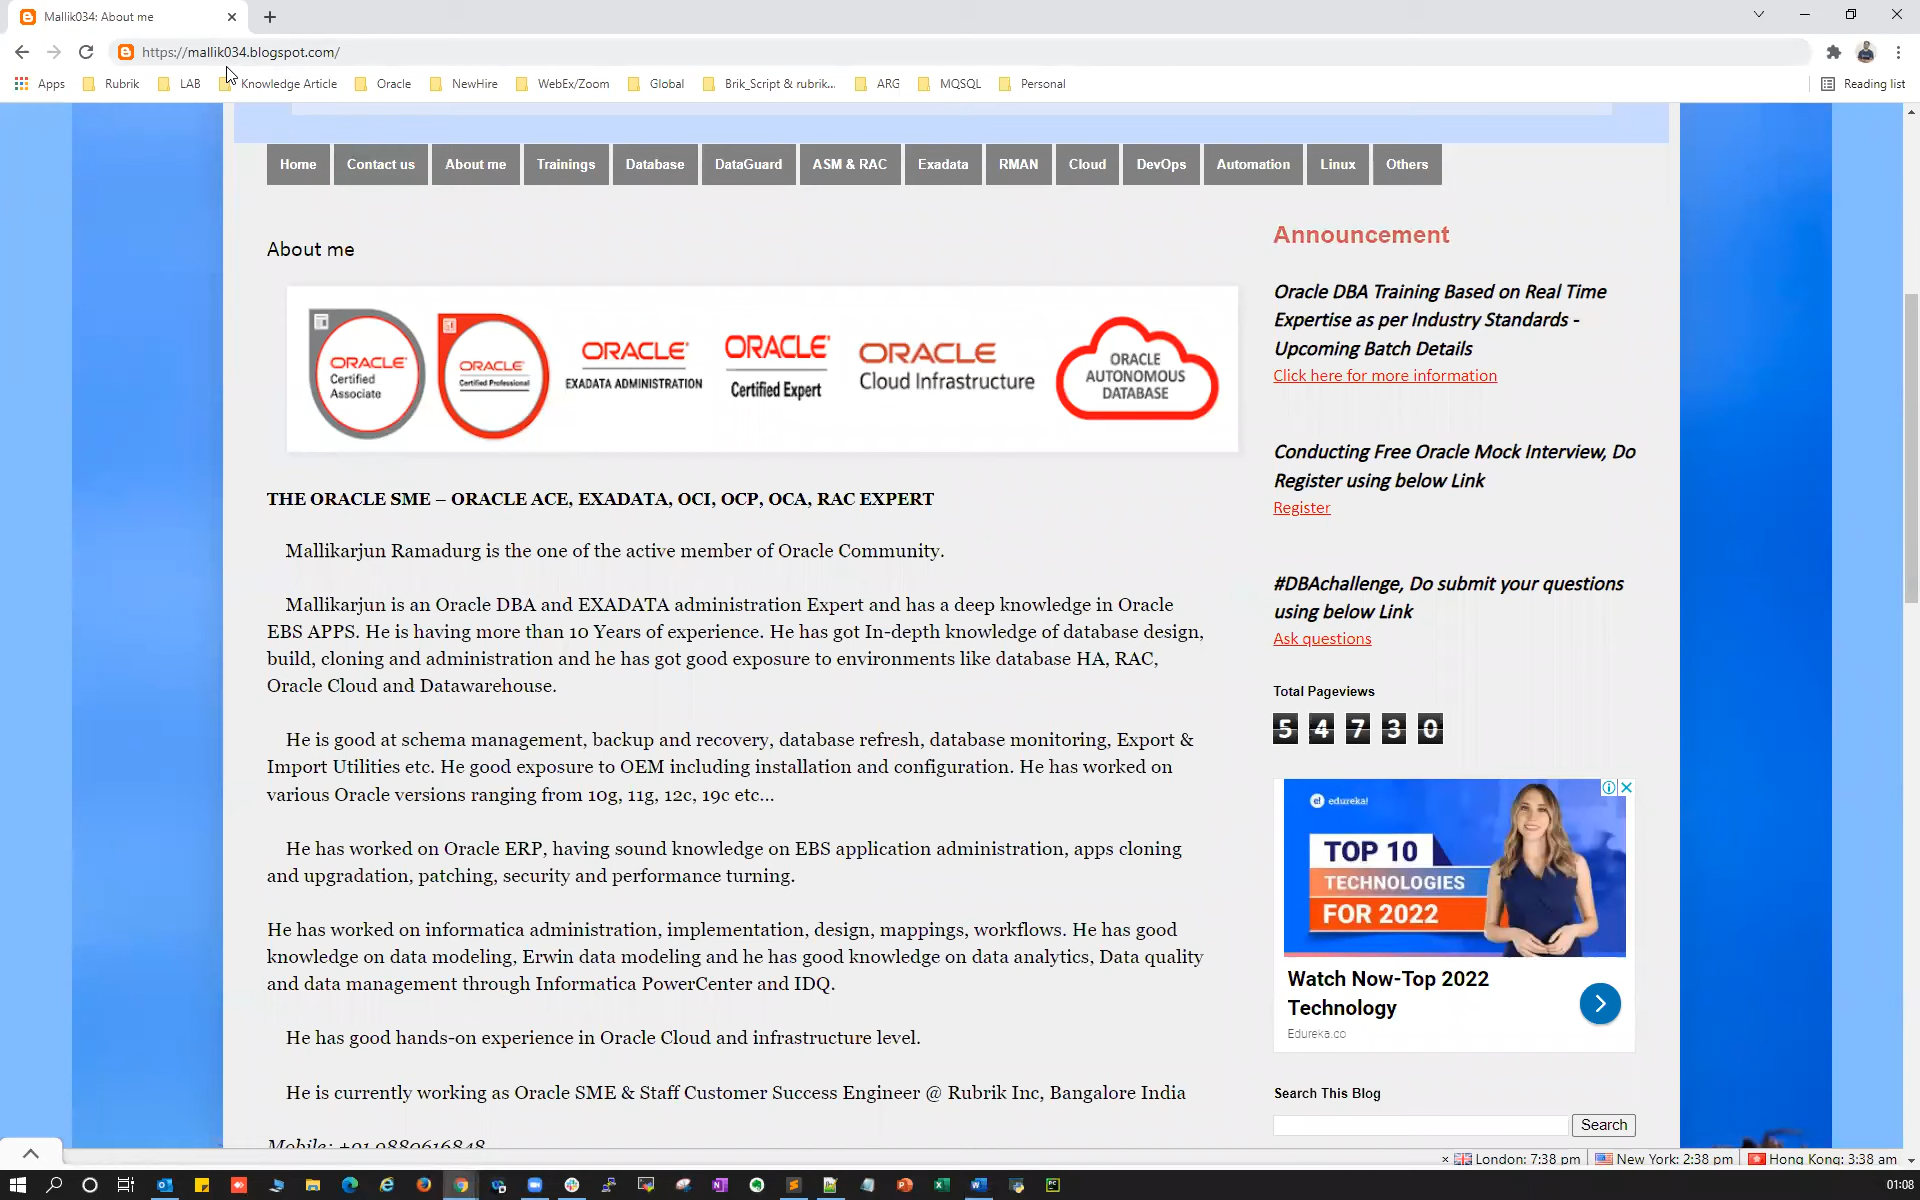 Mallik034: About me
https://mallik034.blogspot.com/
Apps Rubrik LAB Knowledge Article Oracle NewHire WebEx/Zoom Global Brik_Script & rubrik... ARG MQSQL Personal Reading list
Home Contact us About me Trainings Database DataGuard ASM & RAC Exadata RMAN Cloud DevOps Automation Linux Others
About me
ORACLE
Certified
Associate
ORACLE
Certified Professional
ORACLE
EXADATA ADMINISTRATION
ORACLE
Certified Expert
ORACLE
Cloud Infrastructure
ORACLE
AUTONOMOUS
DATABASE
THE ORACLE SME – ORACLE ACE, EXADATA, OCI, OCP, OCA, RAC EXPERT
Mallikarjun Ramadurg is the one of the active member of Oracle Community.
Mallikarjun is an Oracle DBA and EXADATA administration Expert and has a deep knowledge in Oracle
EBS APPS. He is having more than 10 Years of experience. He has got In-depth knowledge of database design,
build, cloning and administration and he has got good exposure to environments like database HA, RAC,
Oracle Cloud and Datawarehouse.
He is good at schema management, backup and recovery, database refresh, database monitoring, Export &
Import Utilities etc. He good exposure to OEM including installation and configuration. He has worked on
various Oracle versions ranging from 10g, 11g, 12c, 19c etc...
He has worked on Oracle ERP, having sound knowledge on EBS application administration, apps cloning
and upgradation, patching, security and performance turning.
He has worked on informatica administration, implementation, design, mappings, workflows. He has good
knowledge on data modeling, Erwin data modeling and he has good knowledge on data analytics, Data quality
and data management through Informatica PowerCenter and IDQ.
He has good hands-on experience in Oracle Cloud and infrastructure level.
He is currently working as Oracle SME & Staff Customer Success Engineer @ Rubrik Inc, Bangalore India
Mobile: +91 9880616848
Announcement
Oracle DBA Training Based on Real Time
Expertise as per Industry Standards -
Upcoming Batch Details
Click here for more information
Conducting Free Oracle Mock Interview, Do
Register using below Link
Register
#DBAchallenge, Do submit your questions
using below Link
Ask questions
Total Pageviews
5 4 7 3 0
e! edureka!
TOP 10
TECHNOLOGIES
FOR 2022
Watch Now-Top 2022
Technology
Edureka.co
Search This Blog
Search
London: 7:38 pm New York: 2:38 pm Hong Kong: 3:38 am
01:08